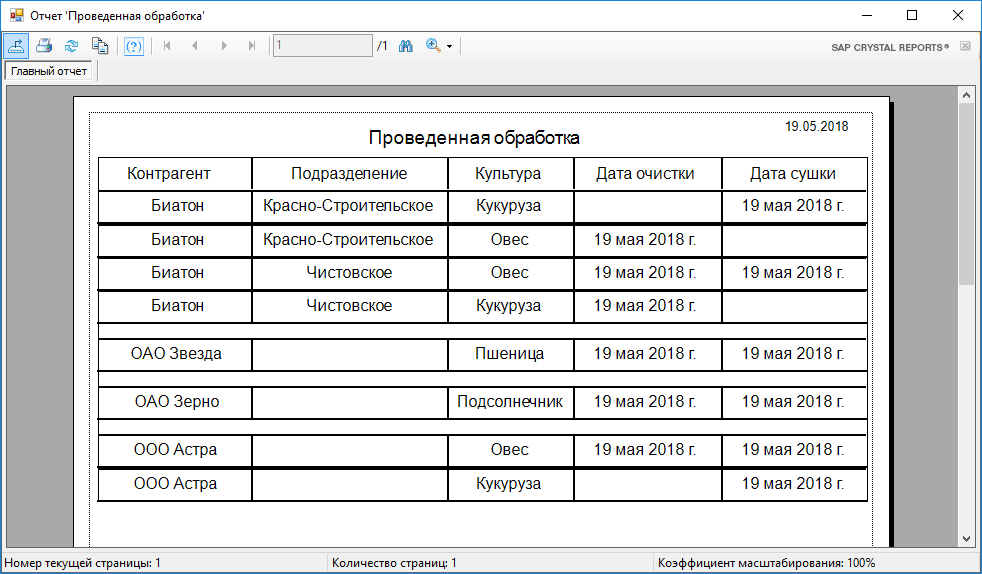 Отчет 'Проведенная обработка'
1 /1 SAP CRYSTAL REPORTS®
Главный отчет
19.05.2018
Проведенная обработка
Контрагент Подразделение Культура Дата очистки Дата сушки
Биатон Красно-Строительское Кукуруза 19 мая 2018 г.
Биатон Красно-Строительское Овес 19 мая 2018 г.
Биатон Чистовское Овес 19 мая 2018 г. 19 мая 2018 г.
Биатон Чистовское Кукуруза 19 мая 2018 г.
ОАО Звезда Пшеница 19 мая 2018 г. 19 мая 2018 г.
ОАО Зерно Подсолнечник 19 мая 2018 г. 19 мая 2018 г.
ООО Астра Овес 19 мая 2018 г. 19 мая 2018 г.
ООО Астра Кукуруза 19 мая 2018 г.
Номер текущей страницы: 1 Количество страниц: 1 Коэффициент масштабирования: 100%